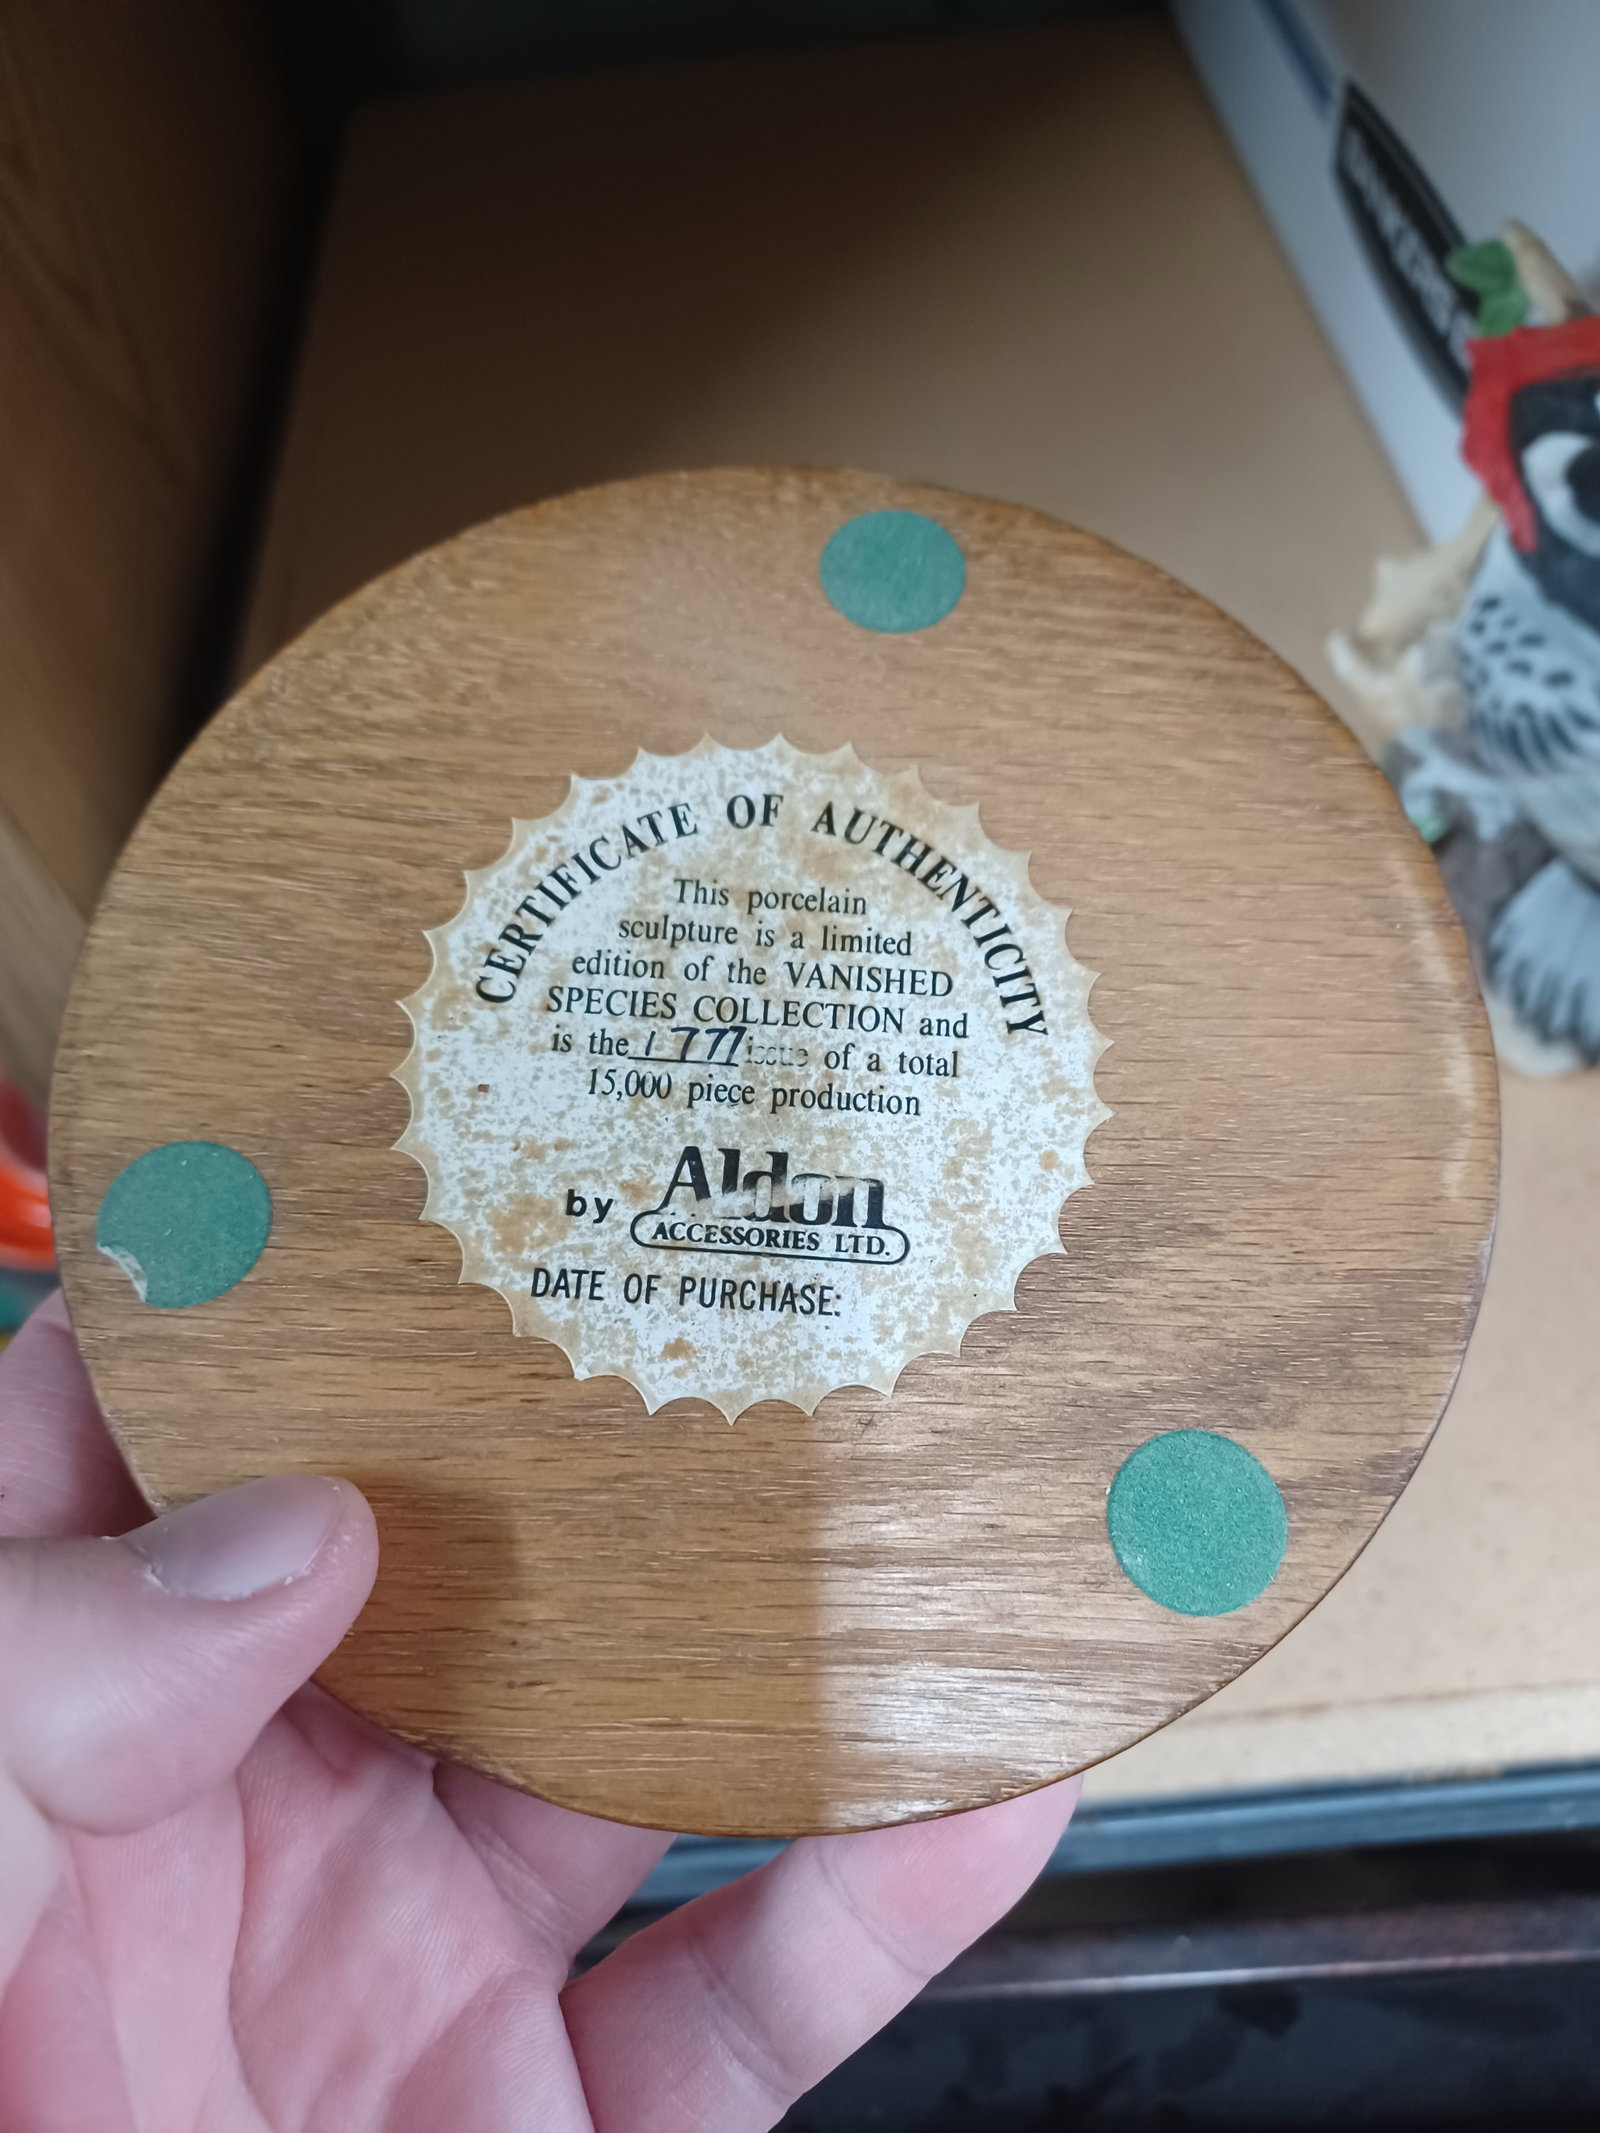 CERTIFICATE OF AUTHENTICITY
This porcelain
sculpture is a limited
edition of the VANISHED
SPECIES COLLECTION and
is the 1777 issue of a total
15,000 piece production
by Aldon
ACCESSORIES LTD.
DATE OF PURCHASE: